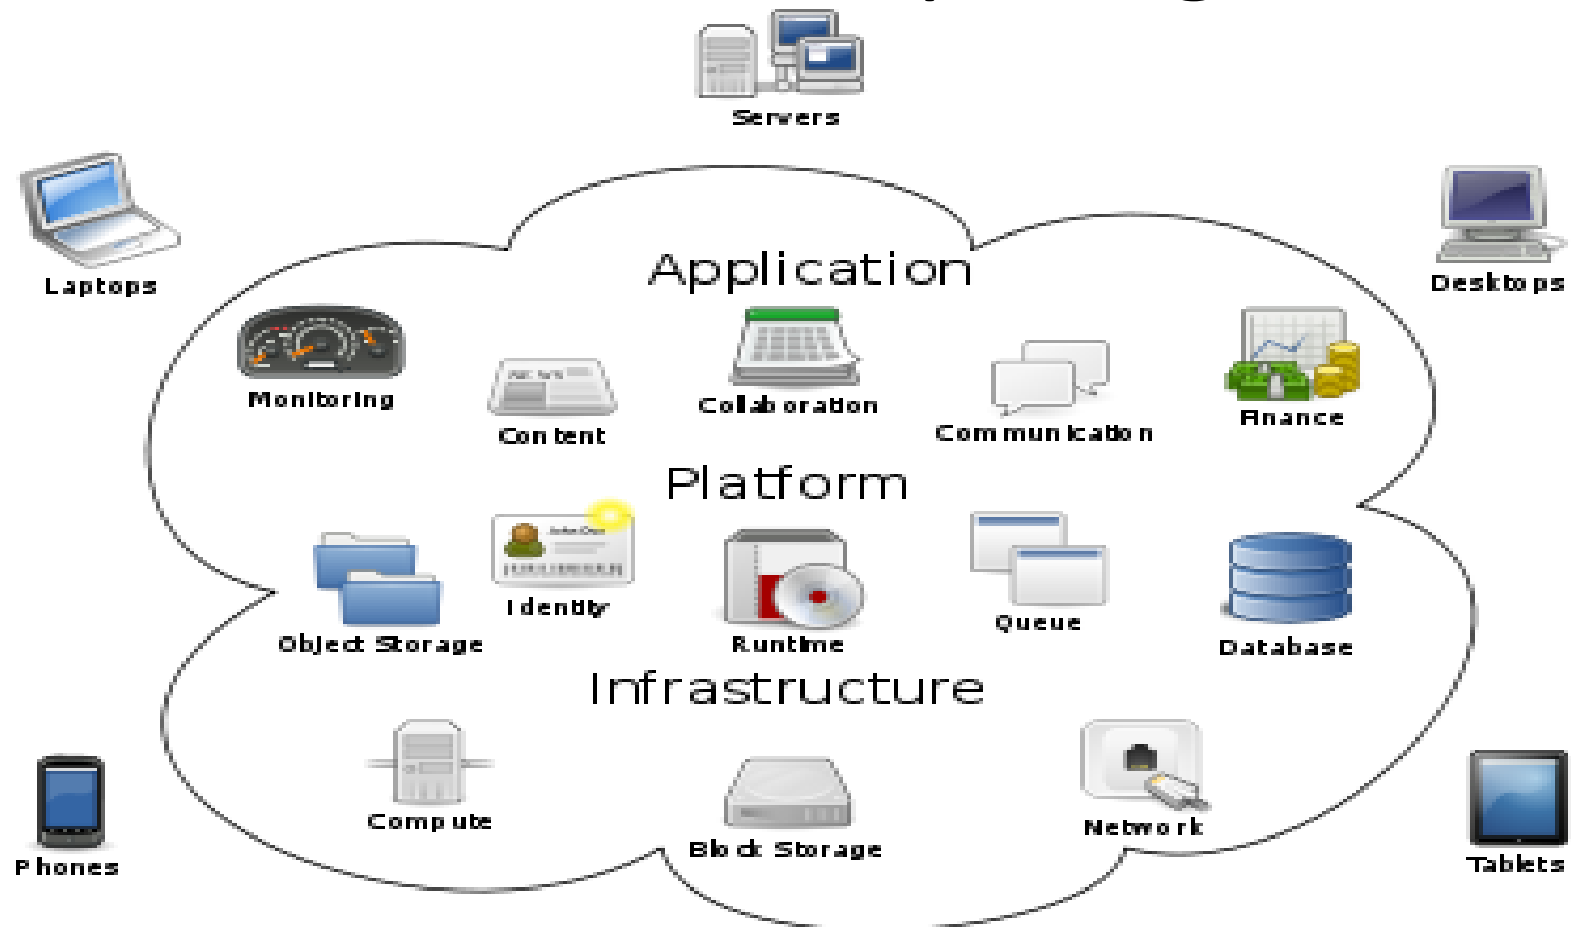 Servers
Laptops
Desktops
Application
Monitoring
Content
Collaboration
Communication
Finance
Platform
Object Storage
Identity
Runtime
Queue
Database
Infrastructure
Compute
Block Storage
Network
Phones
Tablets